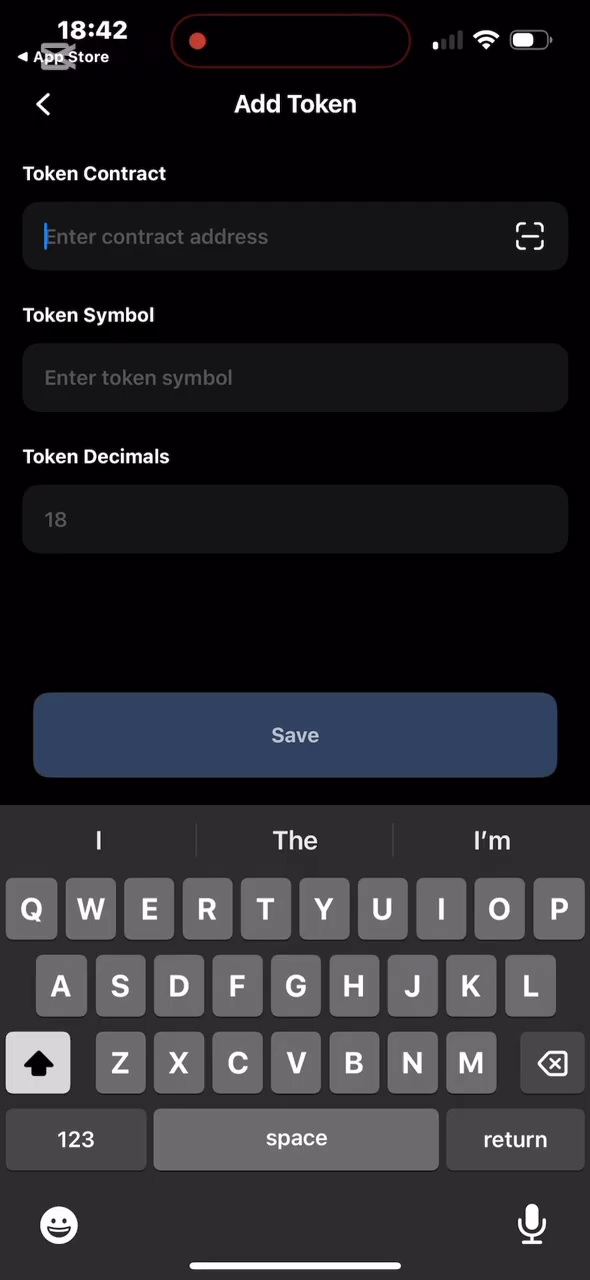 18:42
◀ App Store
Add Token
Token Contract
Enter contract address
Token Symbol
Enter token symbol
Token Decimals
18
Save
I The I’m
Q W E R T Y U I O P
A S D F G H J K L
Z X C V B N M
123 space return